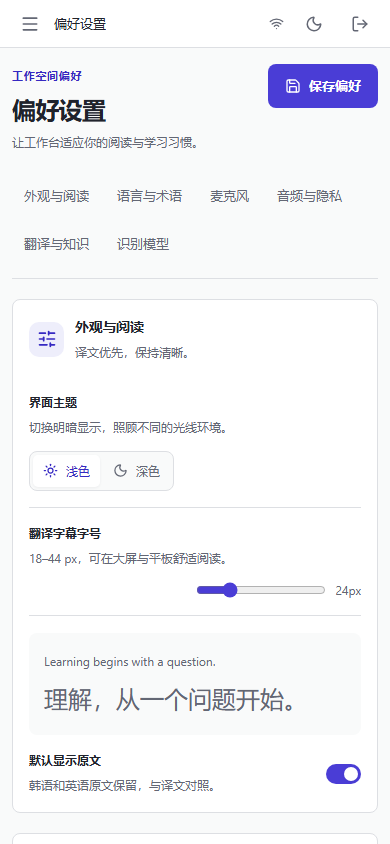 偏好设置
工作空间偏好
保存偏好
偏好设置
让工作台适应你的阅读与学习习惯。
外观与阅读 语言与术语 麦克风 音频与隐私
翻译与知识 识别模型
外观与阅读
译文优先，保持清晰。
界面主题
切换明暗显示，照顾不同的光线环境。
浅色 深色
翻译字幕字号
18–44 px，可在大屏与平板舒适阅读。
24px
Learning begins with a question.
理解，从一个问题开始。
默认显示原文
韩语和英语原文保留，与译文对照。